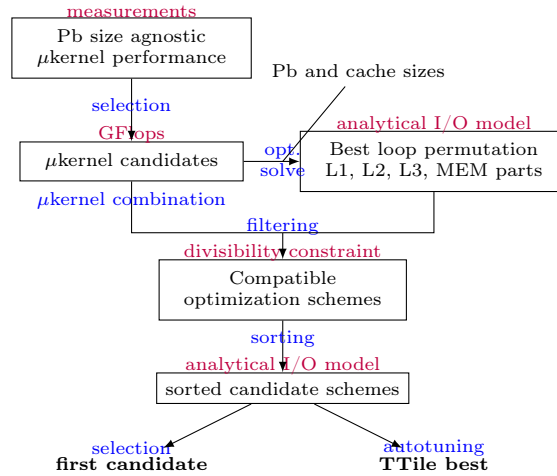 measurements
Pb size agnostic
μkernel performance
Pb and cache sizes
selection
GFlops
analytical I/O model
μkernel candidates
opt.
solve
Best loop permutation
L1, L2, L3, MEM parts
μkernel combination
filtering
divisibility constraint
Compatible
optimization schemes
sorting
analytical I/O model
sorted candidate schemes
selection
autotuning
first candidate
TTile best